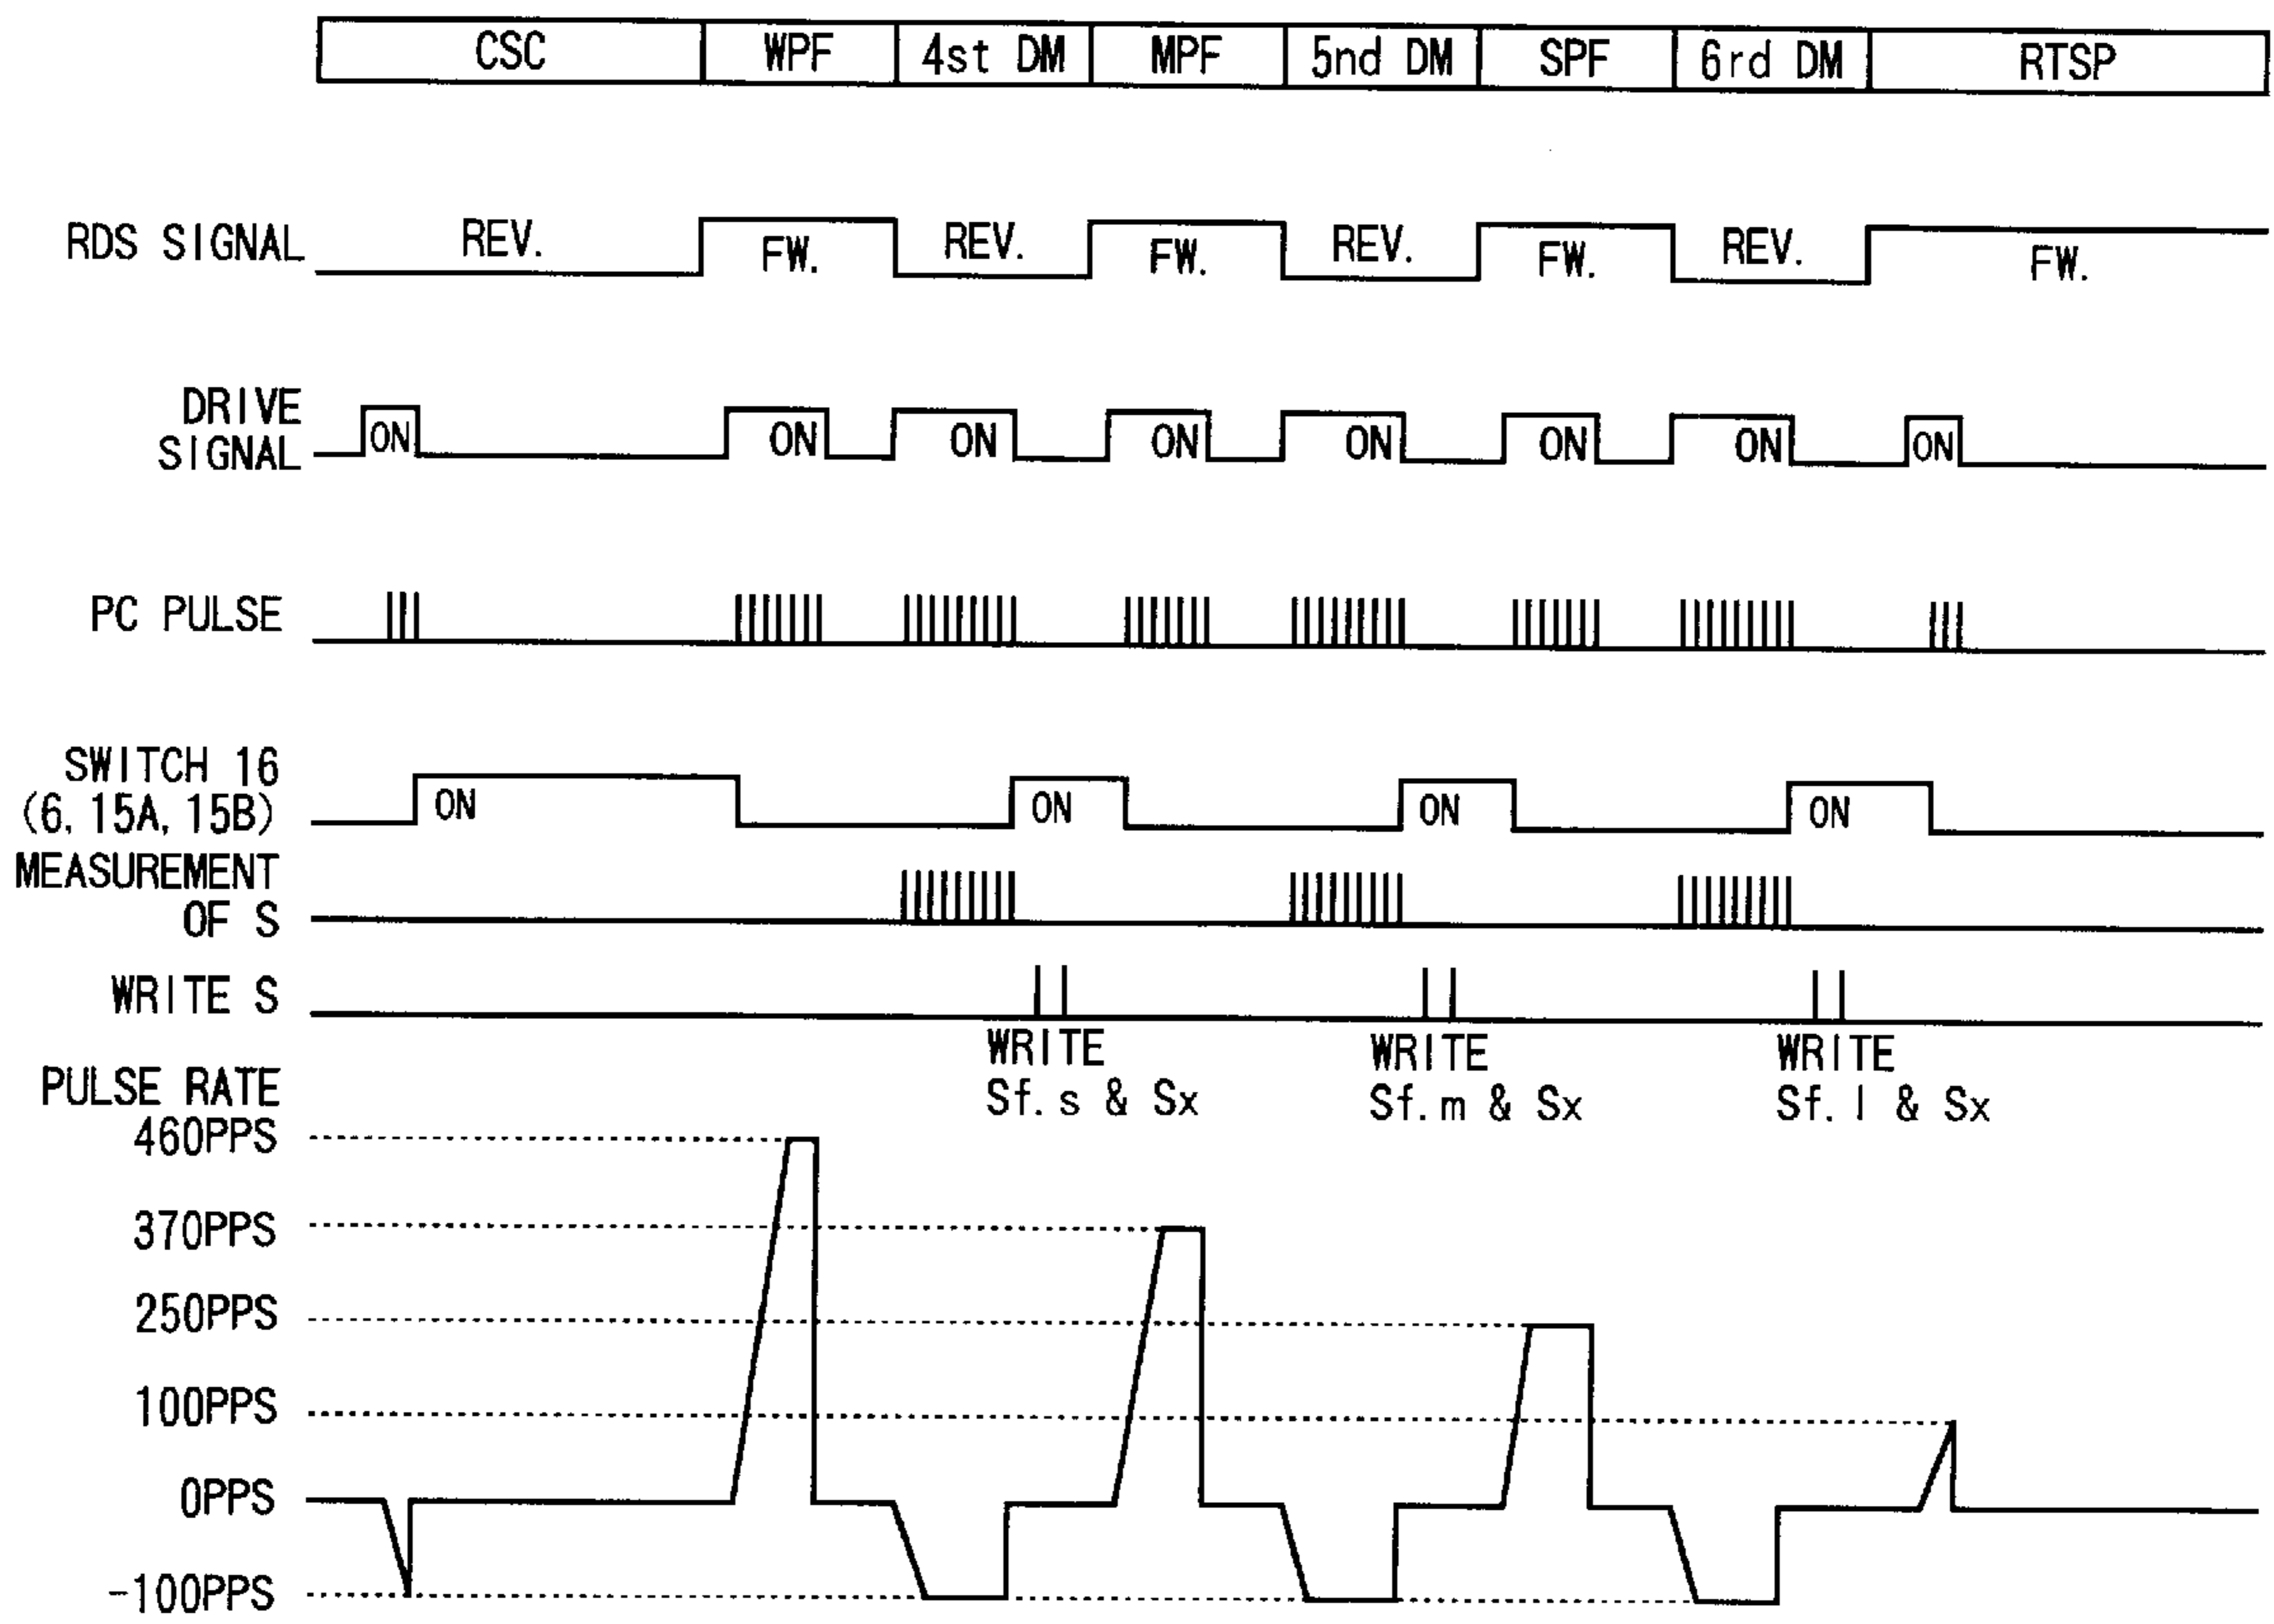 CSC WPF 4st DM MPF 5nd DM SPF 6rd DM RTSP
RDS SIGNAL REV. FW. REV. FW. REV. FW. REV. FW.
DRIVE
SIGNAL ON ON ON ON ON ON ON ON
PC PULSE
SWITCH 16
(6, 15A, 15B) ON ON ON ON
MEASUREMENT
OF S
WRITE S
WRITE WRITE WRITE
Sf.s & Sx Sf.m & Sx Sf.l & Sx
PULSE RATE
460PPS
370PPS
250PPS
100PPS
0PPS
-100PPS